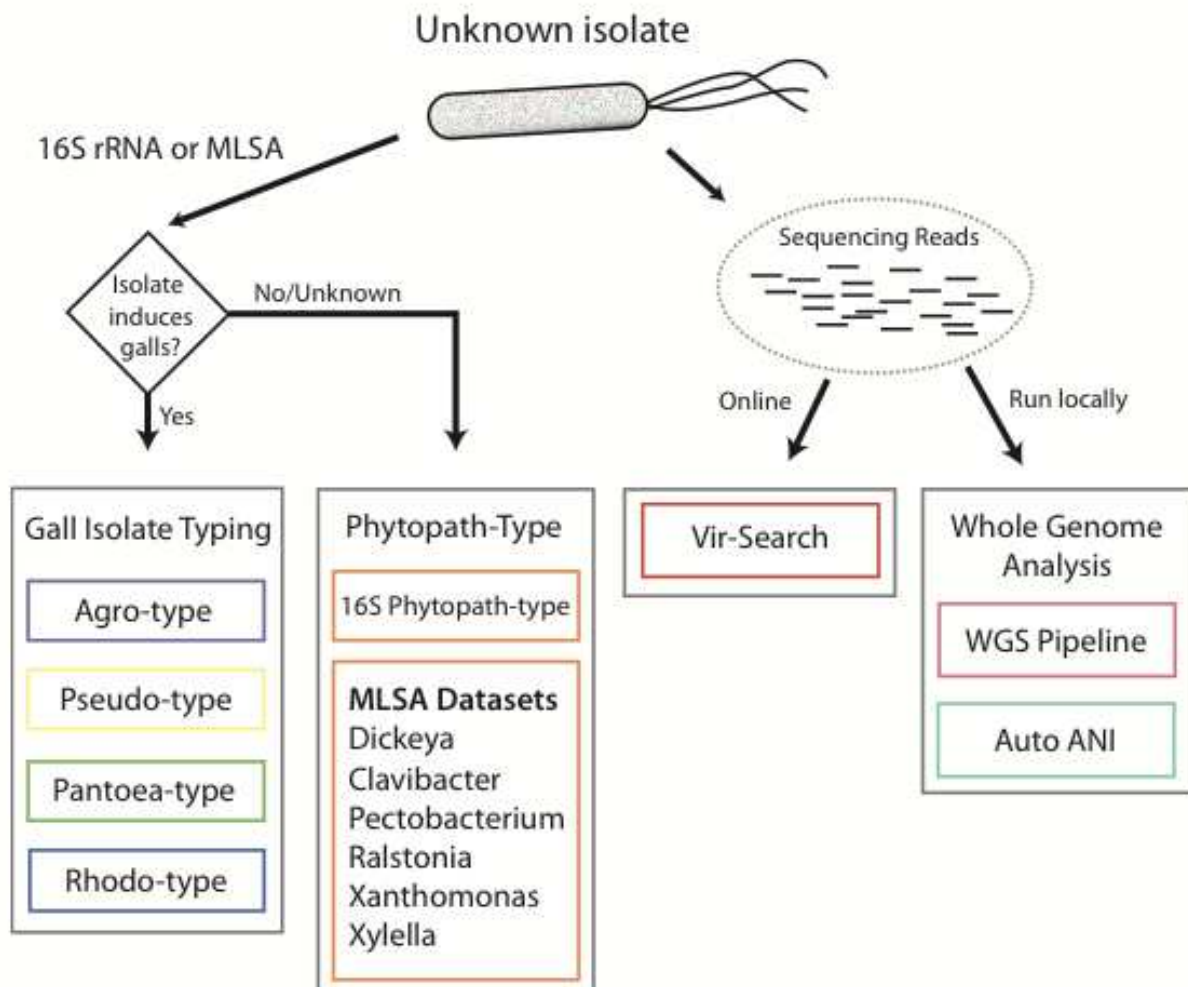 Unknown isolate
16S rRNA or MLSA
Isolate
induces
galls?
No/Unknown
Yes
Sequencing Reads
Online
Run locally
Gall Isolate Typing
Agro-type
Pseudo-type
Pantoea-type
Rhodo-type
Phytopath-Type
16S Phytopath-type
MLSA Datasets
Dickeya
Clavibacter
Pectobacterium
Ralstonia
Xanthomonas
Xylella
Vir-Search
Whole Genome
Analysis
WGS Pipeline
Auto ANI